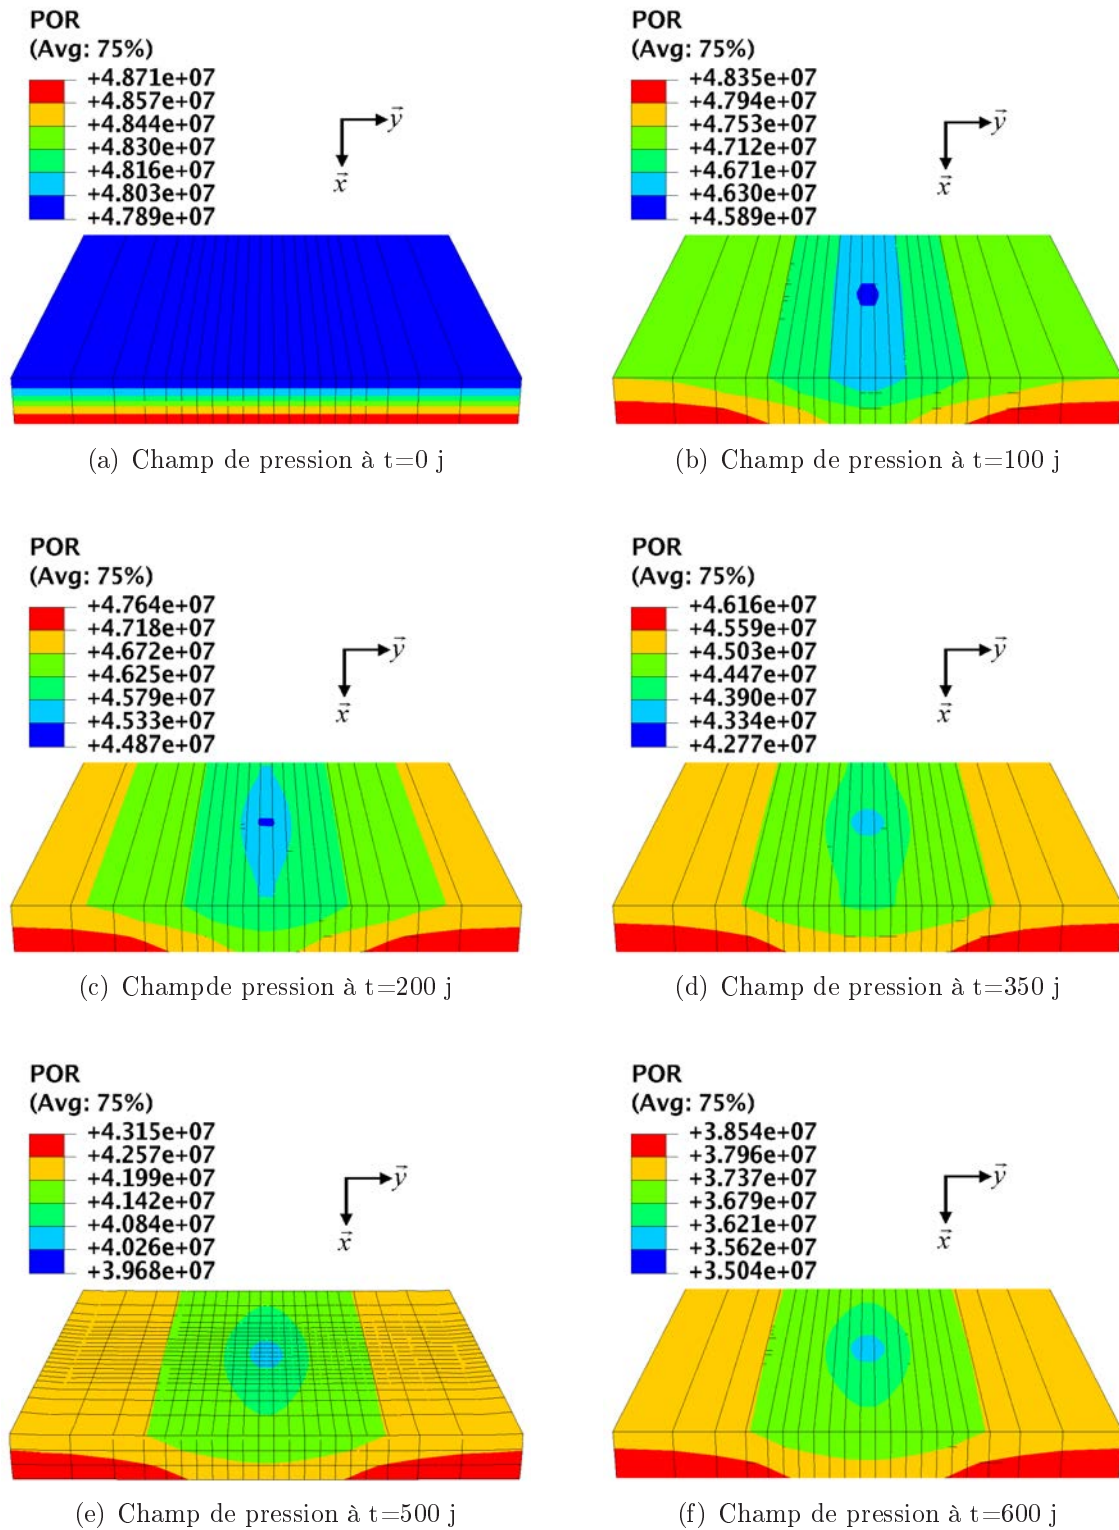 POR
(Avg: 75%)
+4.871e+07
+4.857e+07
+4.844e+07
+4.830e+07
+4.816e+07
+4.803e+07
+4.789e+07
y
x
(a) Champ de pression à t=0 j
POR
(Avg: 75%)
+4.835e+07
+4.794e+07
+4.753e+07
+4.712e+07
+4.671e+07
+4.630e+07
+4.589e+07
y
x
(b) Champ de pression à t=100 j
POR
(Avg: 75%)
+4.764e+07
+4.718e+07
+4.672e+07
+4.625e+07
+4.579e+07
+4.533e+07
+4.487e+07
y
x
(c) Champde pression à t=200 j
POR
(Avg: 75%)
+4.616e+07
+4.559e+07
+4.503e+07
+4.447e+07
+4.390e+07
+4.334e+07
+4.277e+07
y
x
(d) Champ de pression à t=350 j
POR
(Avg: 75%)
+4.315e+07
+4.257e+07
+4.199e+07
+4.142e+07
+4.084e+07
+4.026e+07
+3.968e+07
y
x
(e) Champ de pression à t=500 j
POR
(Avg: 75%)
+3.854e+07
+3.796e+07
+3.737e+07
+3.679e+07
+3.621e+07
+3.562e+07
+3.504e+07
y
x
(f) Champ de pression à t=600 j